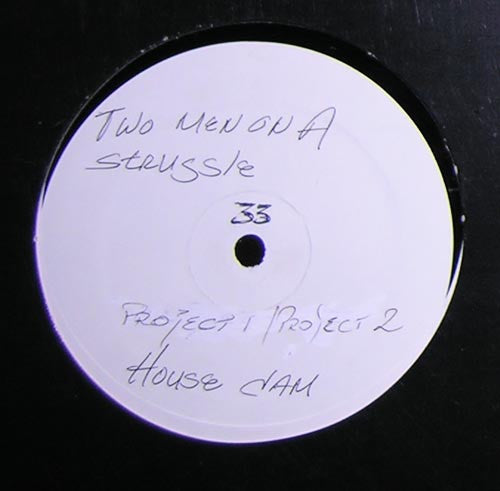 TWO MEN ON A
StRUGGle
33
PROJECT 1 / PROJECT 2
HOUSE JAM